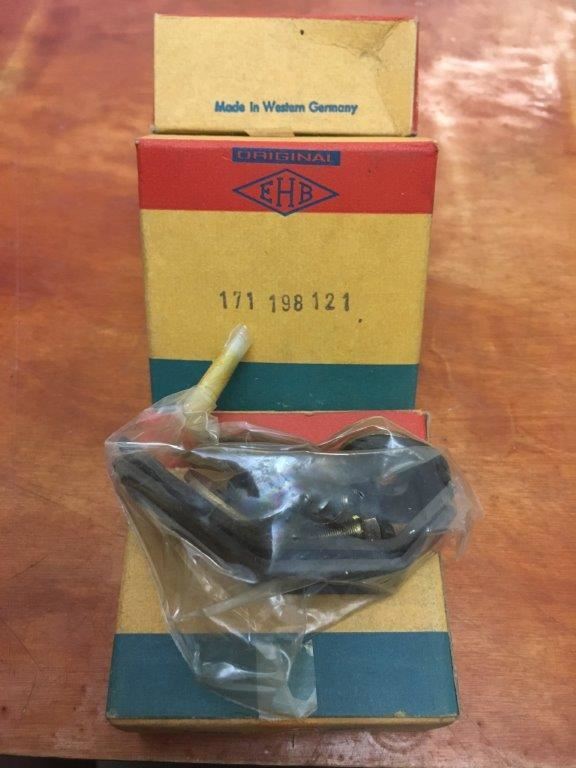 Made in Western Germany
ORIGINAL
EHB
171 198 121